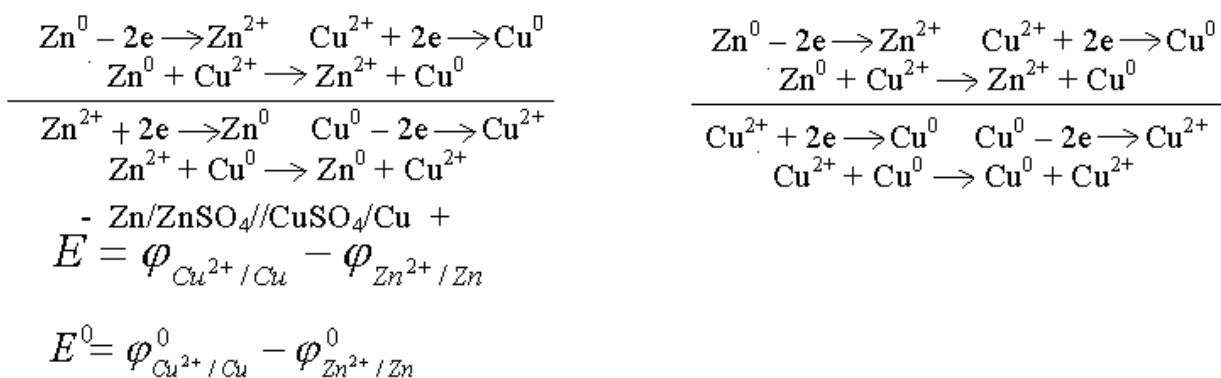 Zn⁰ – 2e ⟶ Zn²⁺ Cu²⁺ + 2e ⟶ Cu⁰
Zn⁰ + Cu²⁺ ⟶ Zn²⁺ + Cu⁰
Zn²⁺ + 2e ⟶ Zn⁰ Cu⁰ – 2e ⟶ Cu²⁺
Zn²⁺ + Cu⁰ ⟶ Zn⁰ + Cu²⁺
- Zn/ZnSO₄//CuSO₄/Cu +
E = φ_{Cu²⁺/Cu} − φ_{Zn²⁺/Zn}
E⁰= φ⁰_{Cu²⁺/Cu} − φ⁰_{Zn²⁺/Zn}
Zn⁰ – 2e ⟶ Zn²⁺ Cu²⁺ + 2e ⟶ Cu⁰
Zn⁰ + Cu²⁺ ⟶ Zn²⁺ + Cu⁰
Cu²⁺ + 2e ⟶ Cu⁰ Cu⁰ – 2e ⟶ Cu²⁺
Cu²⁺ + Cu⁰ ⟶ Cu⁰ + Cu²⁺